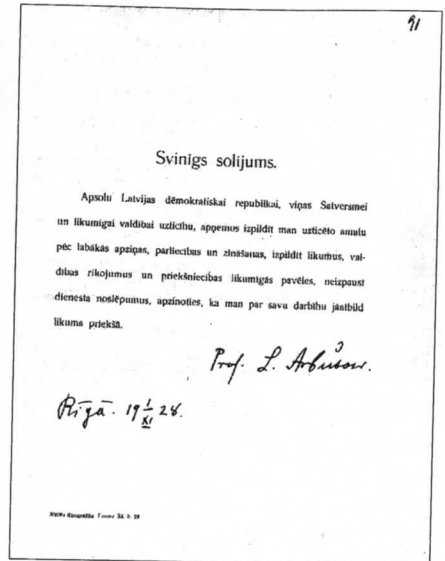 91
Svinīgs solijums.
Apsolu Latvijas dēmokratiskai republikai, viņas Satversmei
un likumīgai valdībai uzticību, apņemos izpildīt man uzticēto amatu
pēc labākās apziņas, pārliecības un zināšanas, izpildīt likumus, val-
dības rīkojumus un priekšniecības likumīgās pavēles, neizpaust
dienesta noslēpumus, apzinoties, ka man par savu darbību jāatbild
likuma priekšā.
Prof. L. Arbusow.
Rīgā. 19 1/XI 28.